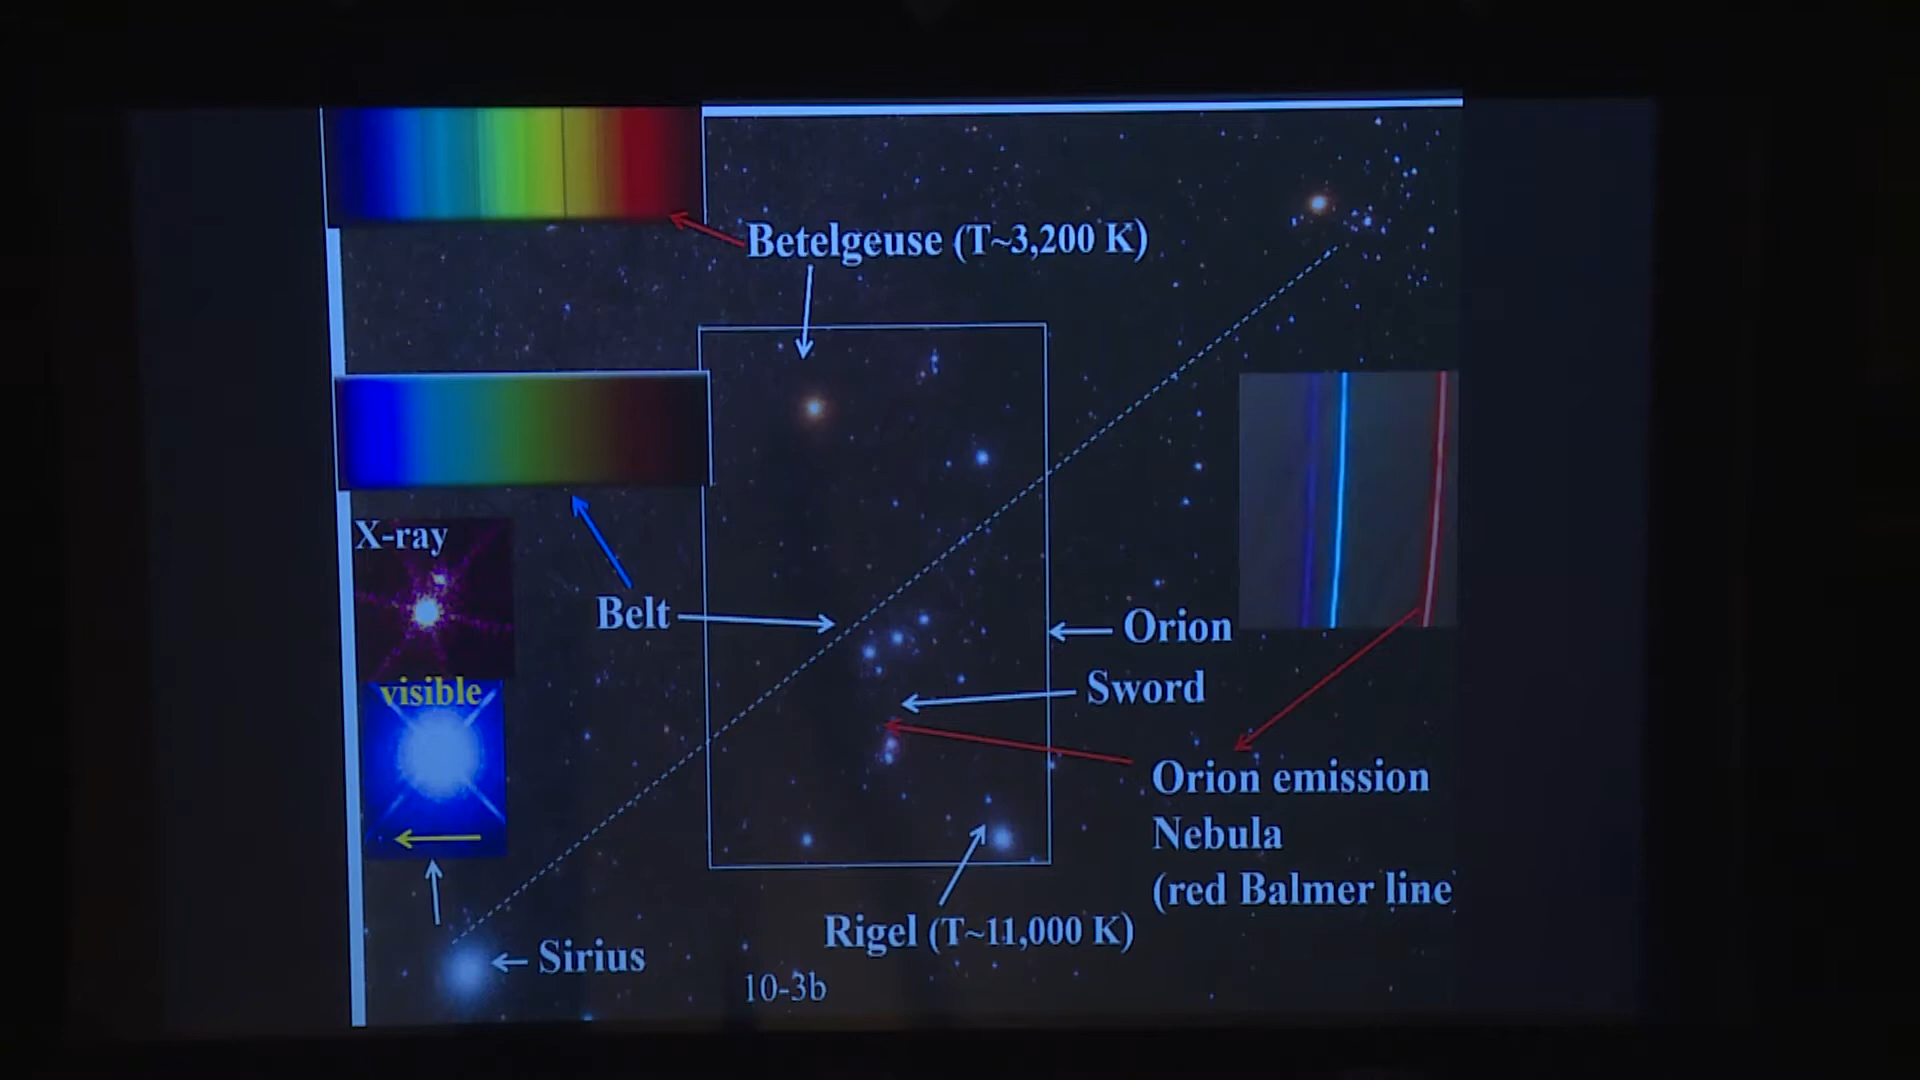 Betelgeuse (T~3,200 K)
X-ray
Belt
Orion
Sword
visible
Orion emission
Nebula
(red Balmer line
Rigel (T~11,000 K)
Sirius
10-3b